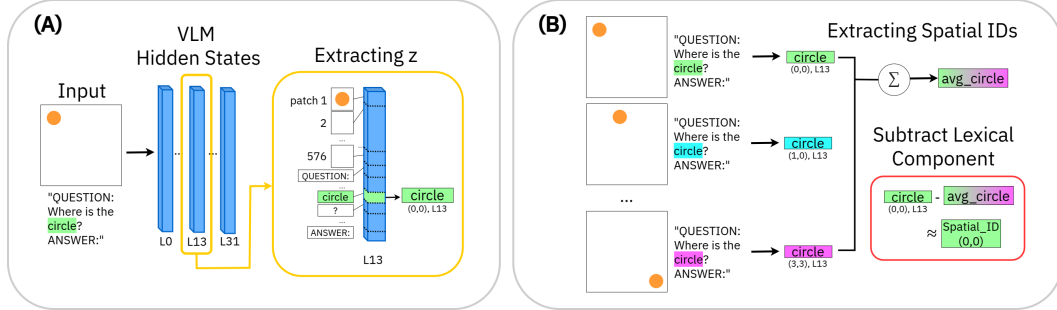 (A)
VLM
Hidden States
Input
"QUESTION:
Where is the
circle?
ANSWER:"
...
...
L0
L13
L31
Extracting z
patch 1
2
...
576
QUESTION:
...
circle
?
...
ANSWER:
L13
circle
(0,0), L13
(B)
"QUESTION:
Where is the
circle?
ANSWER:"
circle
(0,0), L13
"QUESTION:
Where is the
circle?
ANSWER:"
circle
(1,0), L13
...
"QUESTION:
Where is the
circle?
ANSWER:"
circle
(3,3), L13
Extracting Spatial IDs
Σ
avg_circle
Subtract Lexical
Component
circle - avg_circle
(0,0), L13
≈ Spatial_ID
(0,0)